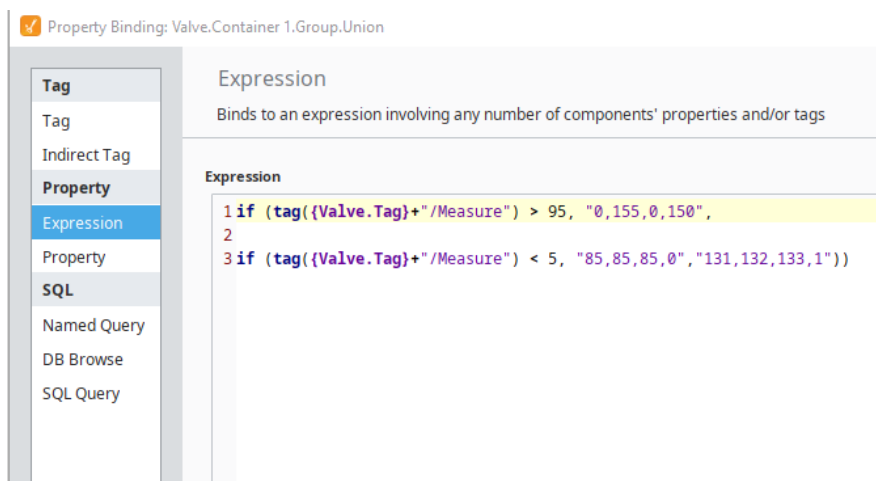 Property Binding: Valve.Container 1.Group.Union
Tag
Tag
Indirect Tag
Property
Expression
Property
SQL
Named Query
DB Browse
SQL Query
Expression
Binds to an expression involving any number of components' properties and/or tags
Expression
1 if (tag({Valve.Tag}+"/Measure") > 95, "0,155,0,150",
2
3 if (tag({Valve.Tag}+"/Measure") < 5, "85,85,85,0","131,132,133,1"))